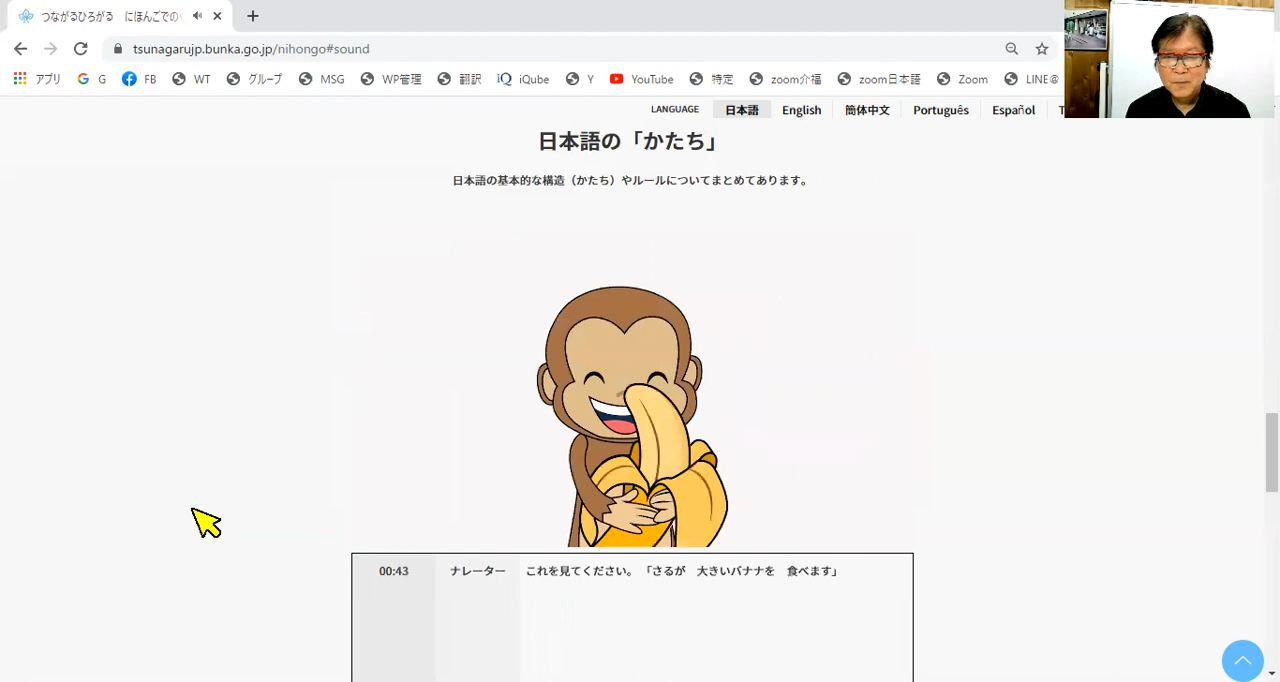 つながるひろがる にほんごでの
tsunagarujp.bunka.go.jp/nihongo#sound
アプリ G FB WT グループ MSG WP管理 翻訳 iQ iQube Y YouTube 特定 zoom介福 zoom日本語 Zoom LINE@
LANGUAGE 日本語 English 简体中文 Português Español T
日本語の「かたち」
日本語の基本的な構造（かたち）やルールについてまとめてあります。
00:43 ナレーター これを見てください。「さるが 大きいバナナを 食べます」